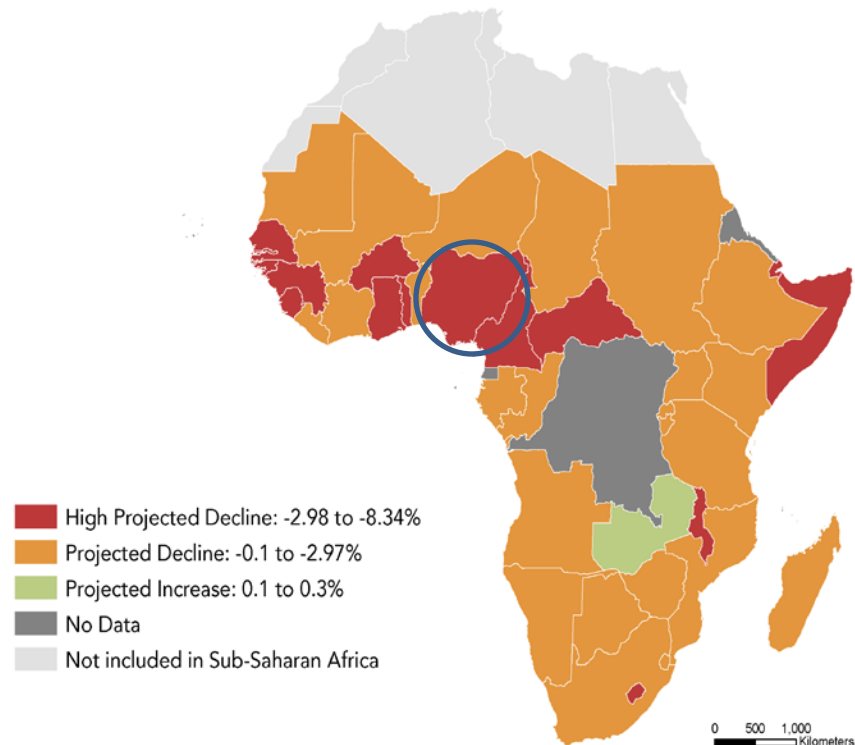 High Projected Decline: -2.98 to -8.34%
Projected Decline: -0.1 to -2.97%
Projected Increase: 0.1 to 0.3%
No Data
Not included in Sub-Saharan Africa
0 500 1,000
Kilometers